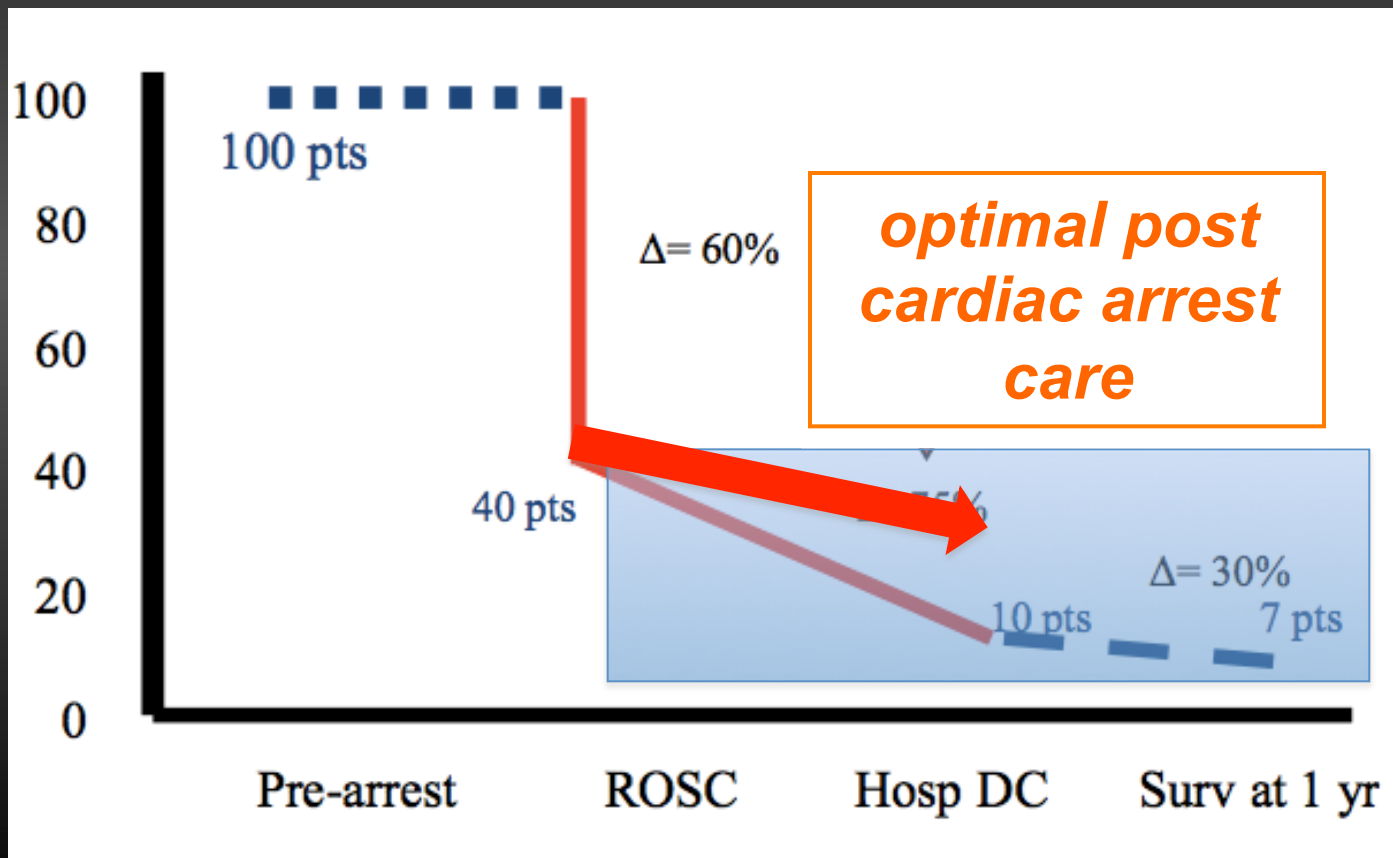 100
80
60
40
20
0
100 pts
Δ= 60%
optimal post
cardiac arrest
care
40 pts
Δ= 30%
10 pts
7 pts
Pre-arrest
ROSC
Hosp DC
Surv at 1 yr